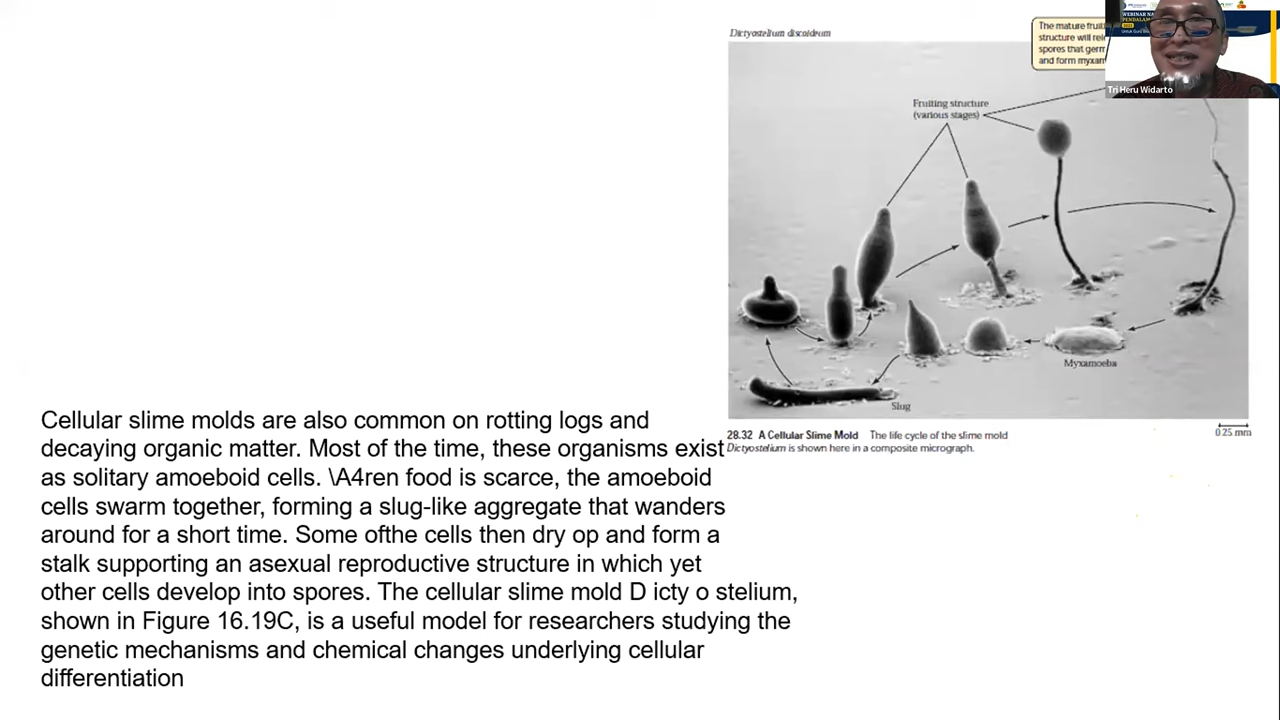 Dictyostelium discoideum
The mature fruit
structure will rel
spores that germ
and form myxam
WEBINAR NA
PENDALAM
Tri Heru Widarto
Fruiting structure
(various stages)
Myxamoeba
Slug
0.25 mm
28.32 A Cellular Slime Mold The life cycle of the slime mold
Dictyostelium is shown here in a composite micrograph.
Cellular slime molds are also common on rotting logs and
decaying organic matter. Most of the time, these organisms exist
as solitary amoeboid cells. \A4ren food is scarce, the amoeboid
cells swarm together, forming a slug-like aggregate that wanders
around for a short time. Some ofthe cells then dry op and form a
stalk supporting an asexual reproductive structure in which yet
other cells develop into spores. The cellular slime mold D icty o stelium,
shown in Figure 16.19C, is a useful model for researchers studying the
genetic mechanisms and chemical changes underlying cellular
differentiation